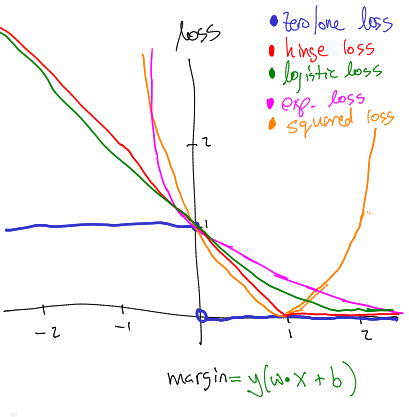 loss
zero/one loss
hinge loss
logistic loss
exp. loss
squared loss
2
1
-2
-1
1
2
margin = y(w·x + b)